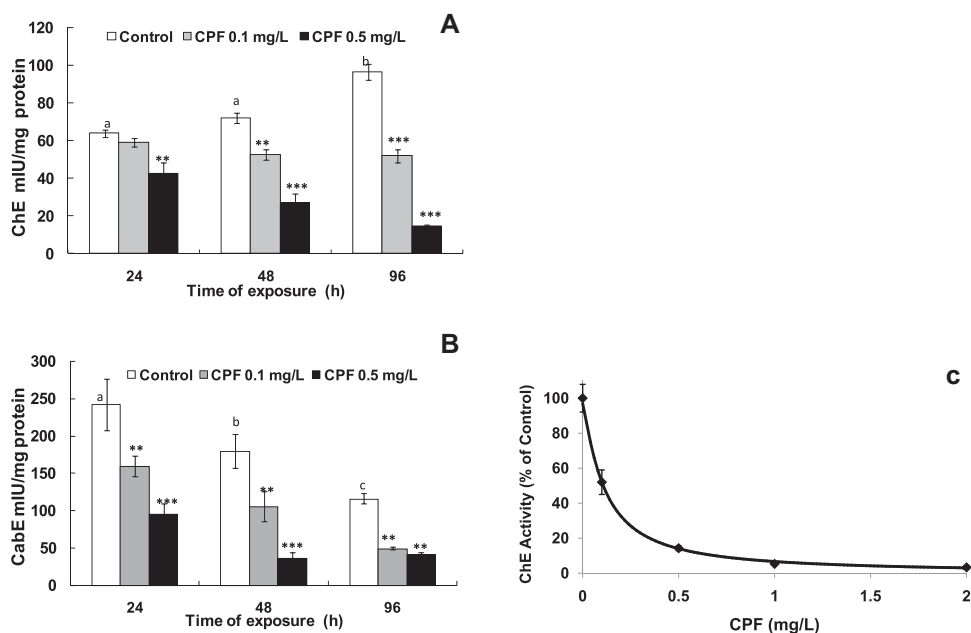 A
Control CPF 0.1 mg/L CPF 0.5 mg/L
ChE mIU/mg protein
120
100
80
60
40
20
0
a
**
a
**
***
b
***
***
24 48 96
Time of exposure (h)
B
Control CPF 0.1 mg/L CPF 0.5 mg/L
CabE mIU/mg protein
300
250
200
150
100
50
0
a
**
***
b
**
***
c
**
**
24 48 96
Time of exposure (h)
c
ChE Activity (% of Control)
100
80
60
40
20
0
0 0.5 1 1.5 2
CPF (mg/L)